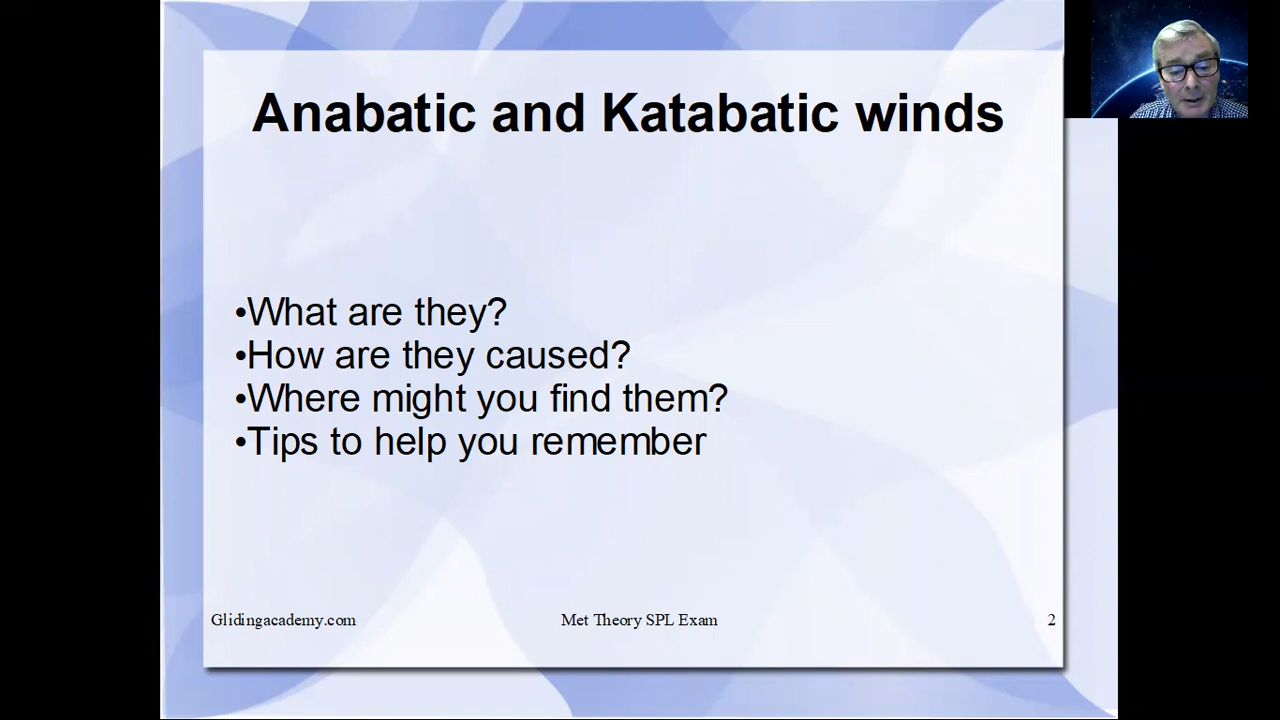 Anabatic and Katabatic winds
•What are they?
•How are they caused?
•Where might you find them?
•Tips to help you remember
Glidingacademy.com
Met Theory SPL Exam
2